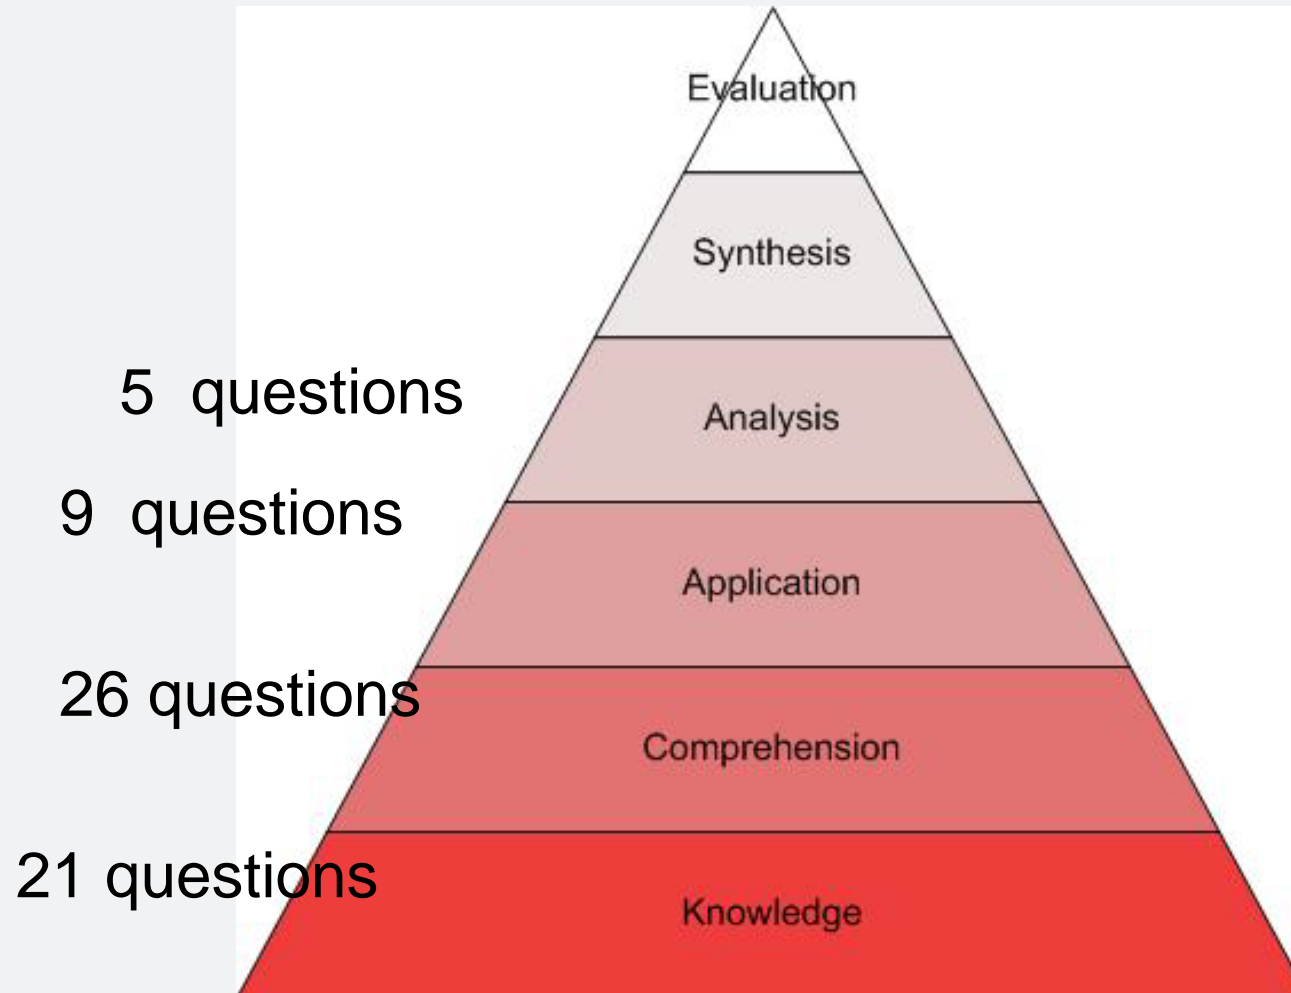 Evaluation
Synthesis
5 questions
Analysis
9 questions
Application
26 questions
Comprehension
21 questions
Knowledge